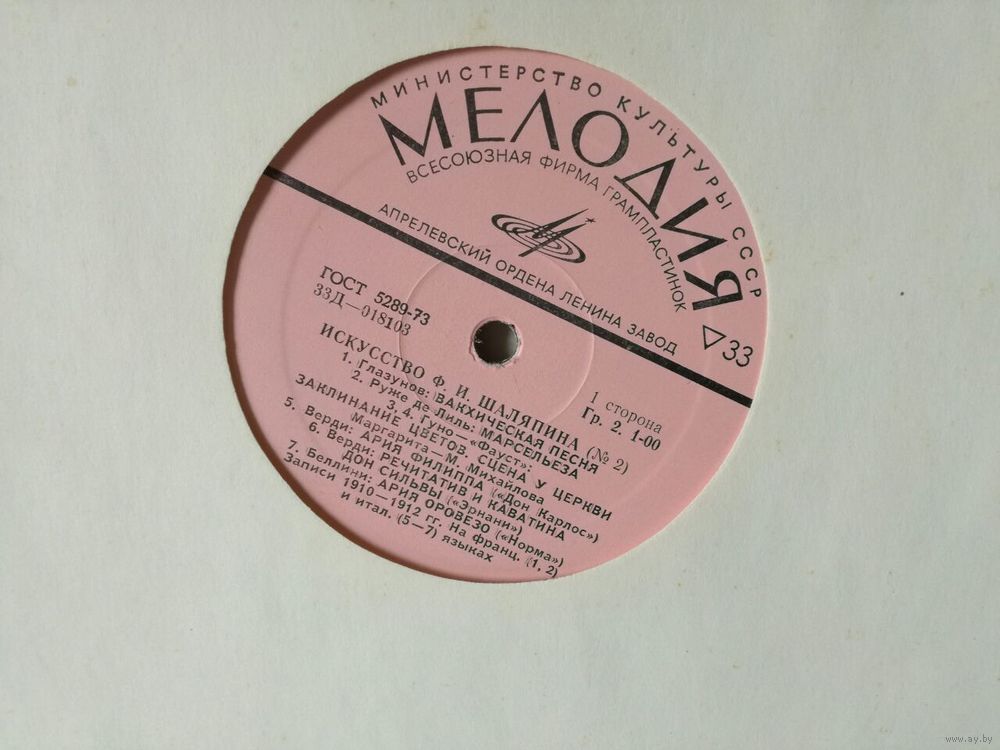 МИНИСТЕРСТВО КУЛЬТУРЫ СССР
МЕЛОДИЯ
ВСЕСОЮЗНАЯ ФИРМА ГРАМПЛАСТИНОК
АПРЕЛЕВСКИЙ ОРДЕНА ЛЕНИНА ЗАВОД
33
ГОСТ 5289-73
33Д—018103
1 сторона
Гр. 2. 1-00
ИСКУССТВО Ф. И. ШАЛЯПИНА (№ 2)
1. Глазунов: ВАКХИЧЕСКАЯ ПЕСНЯ
2. Руже де Лиль: МАРСЕЛЬЕЗА
3, 4. Гуно—«Фауст»:
ЗАКЛИНАНИЕ ЦВЕТОВ, СЦЕНА У ЦЕРКВИ
Маргарита—М. Михайлова
5. Верди: АРИЯ ФИЛИППА («Дон Карлос»)
6. Верди: РЕЧИТАТИВ И КАВАТИНА
ДОН СИЛЬВЫ («Эрнани»)
7. Беллини: АРИЯ ОРОВЕЗО («Норма»)
Записи 1910—1912 гг. На франц. (1, 2)
и итал. (5—7) языках
www.ay.by